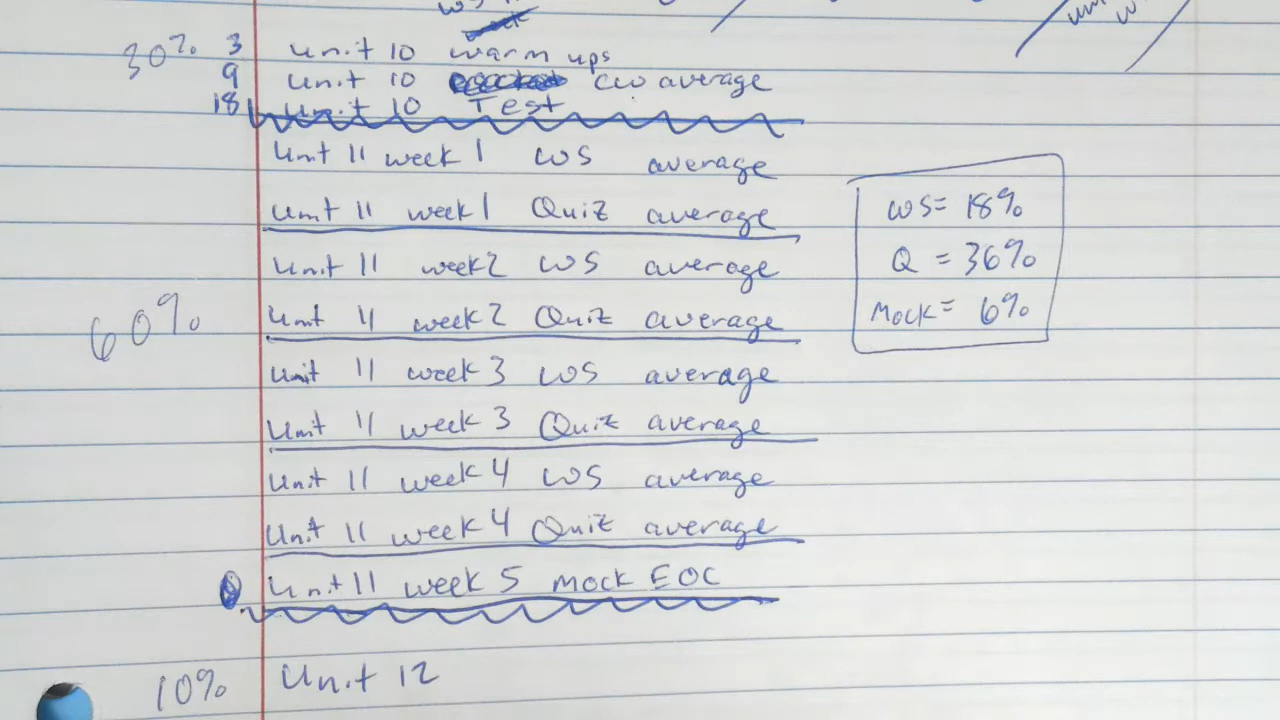 30% 3 Unit 10 warm ups
9 Unit 10 CW average
18 Unit 10 Test
Unit 11 week 1 WS average
Unit 11 week 1 Quiz average
Unit 11 week 2 WS average
Unit 11 week 2 Quiz average
60%
Unit 11 week 3 WS average
Unit 11 week 3 Quiz average
Unit 11 week 4 WS average
Unit 11 week 4 Quiz average
Unit 11 week 5 mock EOC
10% Unit 12
WS= 18%
Q = 36%
Mock= 6%